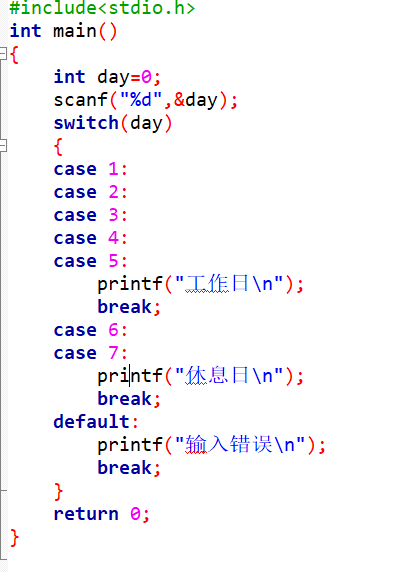 #include<stdio.h>
int main()
{
    int day=0;
    scanf("%d",&day);
    switch(day)
    {
    case 1:
    case 2:
    case 3:
    case 4:
    case 5:
        printf("工作日\n");
        break;
    case 6:
    case 7:
        printf("休息日\n");
        break;
    default:
        printf("输入错误\n");
        break;
    }
    return 0;
}